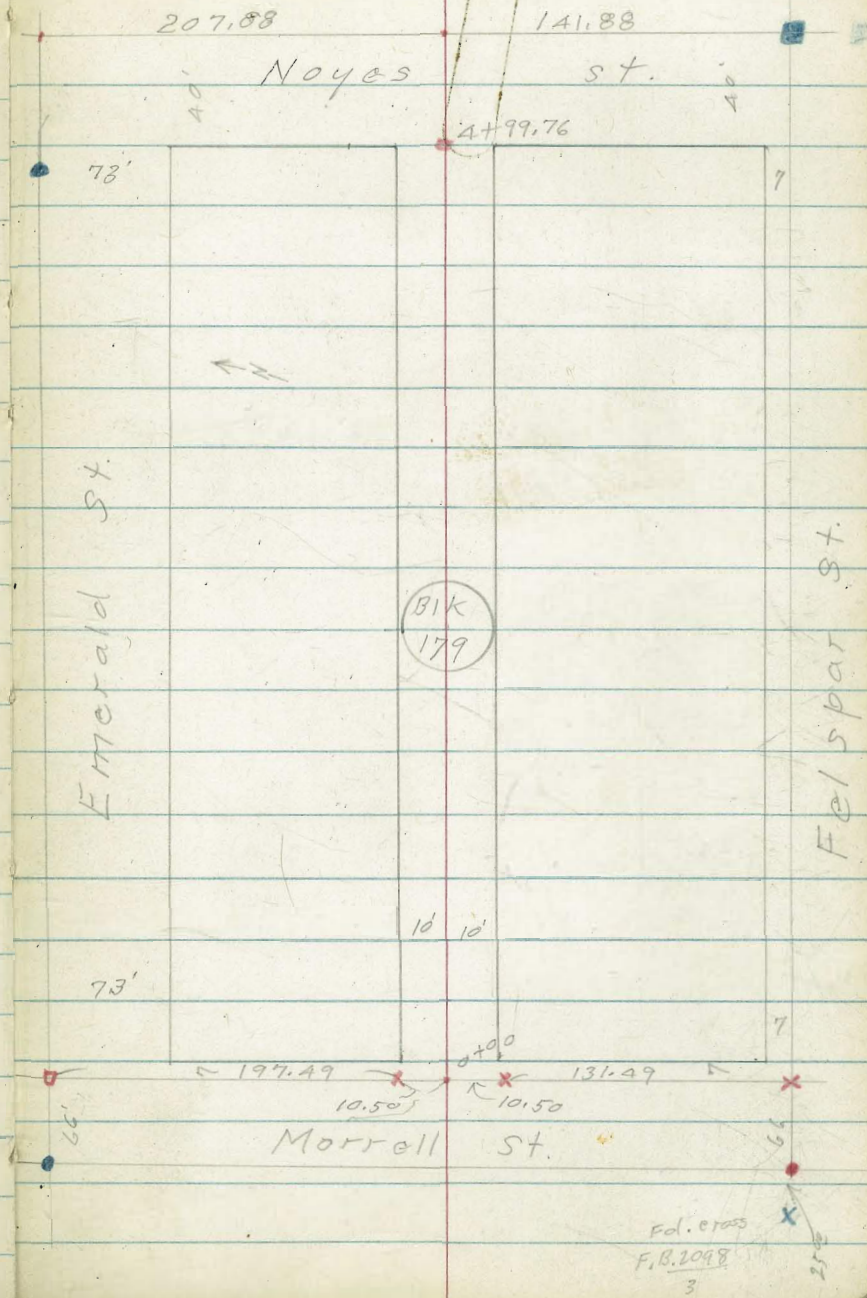 207.88 141.88
Noyes st.
40' 40'
4+99.76
73' 7
N
Emerald St.
Felspar St.
Blk
179
10' 10'
73'
7
0+00
197.49 131.49 7
10.50 10.50
66' 66
Morrell St.
Fd. cross
F.B. 2098
3